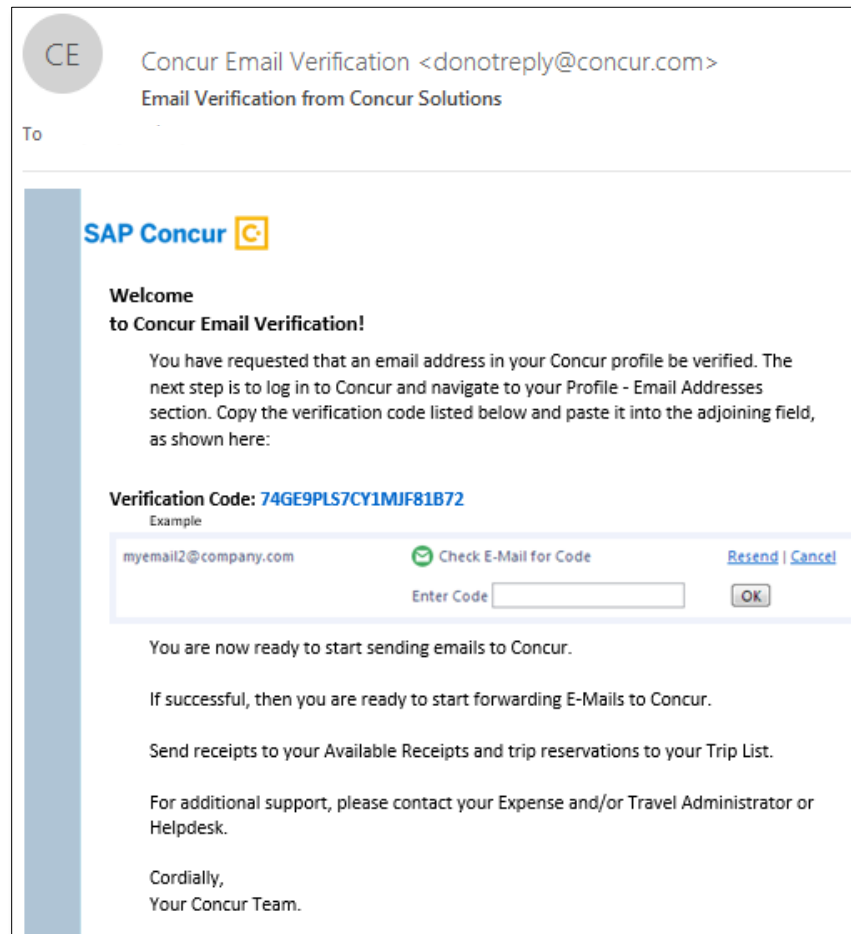 CE
Concur Email Verification <donotreply@concur.com>
Email Verification from Concur Solutions
To
SAP Concur C
Welcome
to Concur Email Verification!
You have requested that an email address in your Concur profile be verified. The
next step is to log in to Concur and navigate to your Profile - Email Addresses
section. Copy the verification code listed below and paste it into the adjoining field,
as shown here:
Verification Code: 74GE9PLS7CY1MJF81B72
Example
myemail2@company.com Check E-Mail for Code Resend | Cancel
Enter Code OK
You are now ready to start sending emails to Concur.
If successful, then you are ready to start forwarding E-Mails to Concur.
Send receipts to your Available Receipts and trip reservations to your Trip List.
For additional support, please contact your Expense and/or Travel Administrator or
Helpdesk.
Cordially,
Your Concur Team.